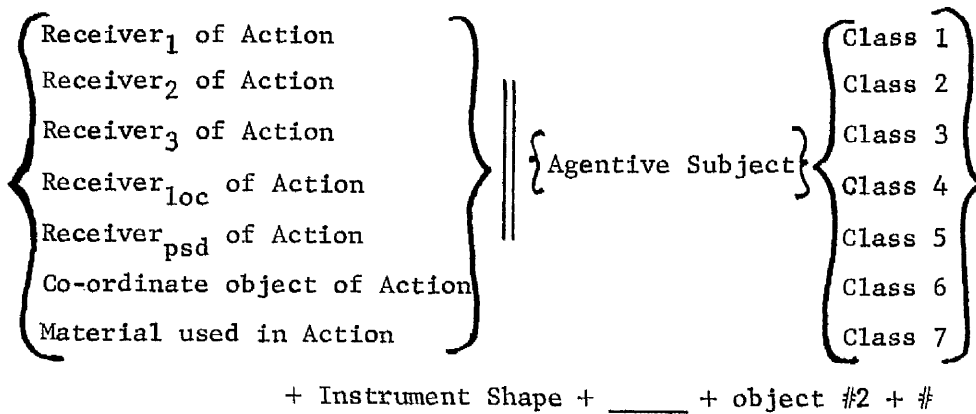 Receiver1 of Action
Receiver2 of Action
Receiver3 of Action
Receiverloc of Action
Receiverpsd of Action
Co-ordinate object of Action
Material used in Action
Agentive Subject
Class 1
Class 2
Class 3
Class 4
Class 5
Class 6
Class 7
+ Instrument Shape + _____ + object #2 + #